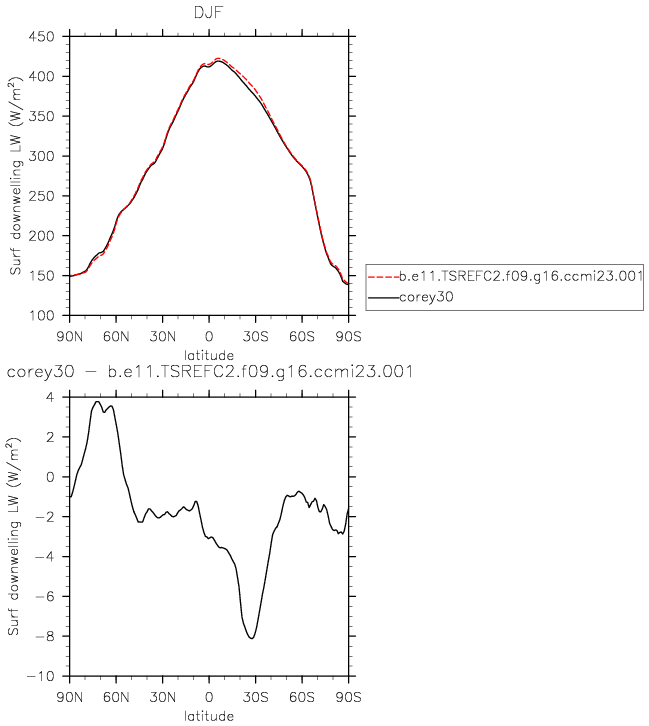 DJF
Surf downwelling LW (W/m²)
450
400
350
300
250
200
150
100
90N 60N 30N 0 30S 60S 90S
latitude
b.e11.TSREFC2.f09.g16.ccmi23.001
corey30
corey30 − b.e11.TSREFC2.f09.g16.ccmi23.001
Surf downwelling LW (W/m²)
4
2
0
−2
−4
−6
−8
−10
90N 60N 30N 0 30S 60S 90S
latitude